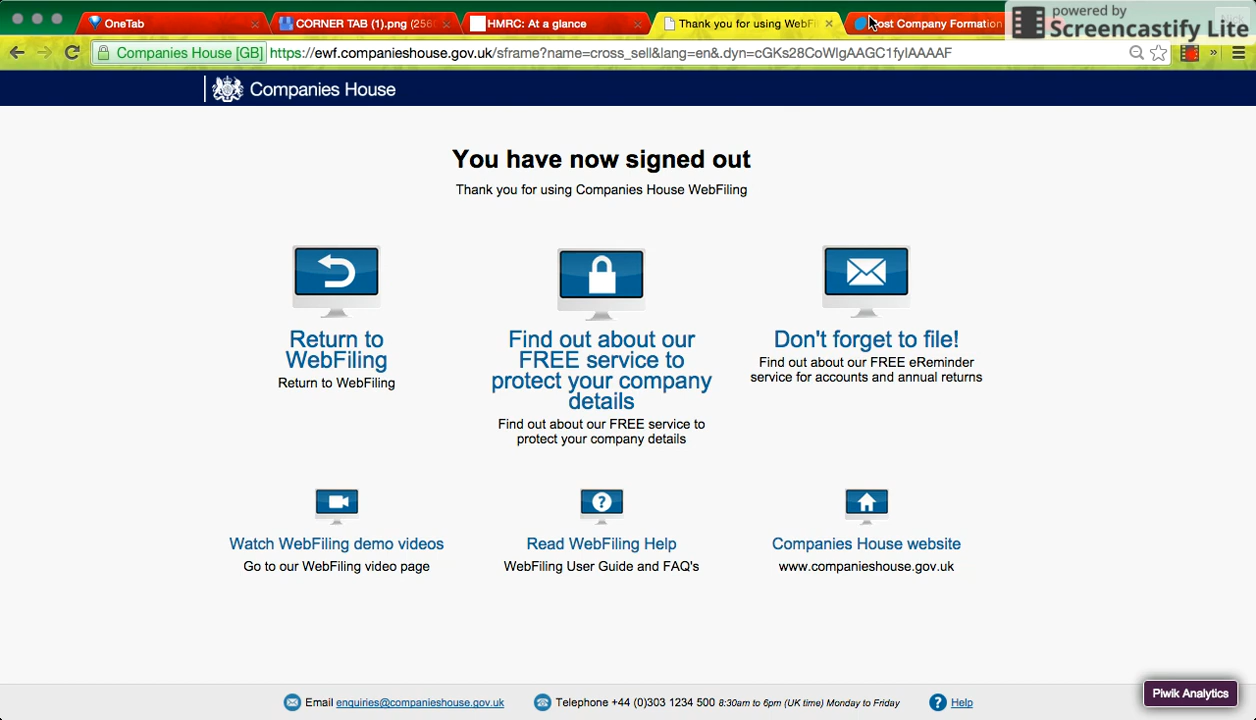 OneTab
CORNER TAB (1).png (256
HMRC: At a glance
Thank you for using WebFi
ost Company Formation
powered by
Screencastify Lite
Companies House [GB]
https://ewf.companieshouse.gov.uk/sframe?name=cross_sell&lang=en&.dyn=cGKs28CoWlgAAGC1fyIAAAAF
Companies House
You have now signed out
Thank you for using Companies House WebFiling
Return to
WebFiling
Return to WebFiling
Find out about our
FREE service to
protect your company
details
Find out about our FREE service to
protect your company details
Don't forget to file!
Find out about our FREE eReminder
service for accounts and annual returns
Watch WebFiling demo videos
Go to our WebFiling video page
Read WebFiling Help
WebFiling User Guide and FAQ's
Companies House website
www.companieshouse.gov.uk
Email enquiries@companieshouse.gov.uk
Telephone +44 (0)303 1234 500 8:30am to 6pm (UK time) Monday to Friday
Help
Piwik Analytics